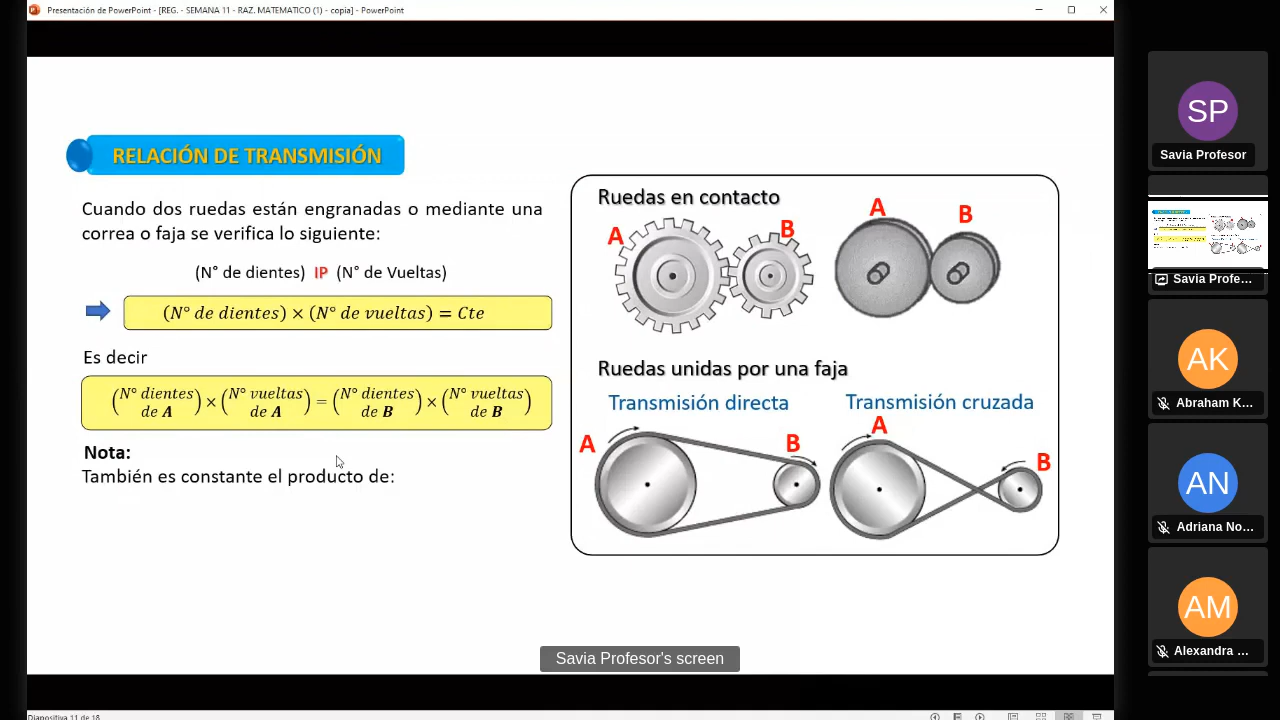 Presentación de PowerPoint - [REG. - SEMANA 11 - RAZ. MATEMATICO (1) - copia] - PowerPoint
RELACIÓN DE TRANSMISIÓN
Cuando dos ruedas están engranadas o mediante una
correa o faja se verifica lo siguiente:
(N° de dientes) IP (N° de Vueltas)
(N° de dientes) × (N° de vueltas) = Cte
Es decir
(N° dientes de A) × (N° vueltas de A) = (N° dientes de B) × (N° vueltas de B)
Nota:
También es constante el producto de:
Ruedas en contacto
A
B
A
B
Ruedas unidas por una faja
Transmisión directa
Transmisión cruzada
A
B
A
B
Savia Profesor's screen
Diapositiva 11 de 18
SP
Savia Profesor
Savia Profe...
AK
Abraham K...
AN
Adriana No...
AM
Alexandra ...